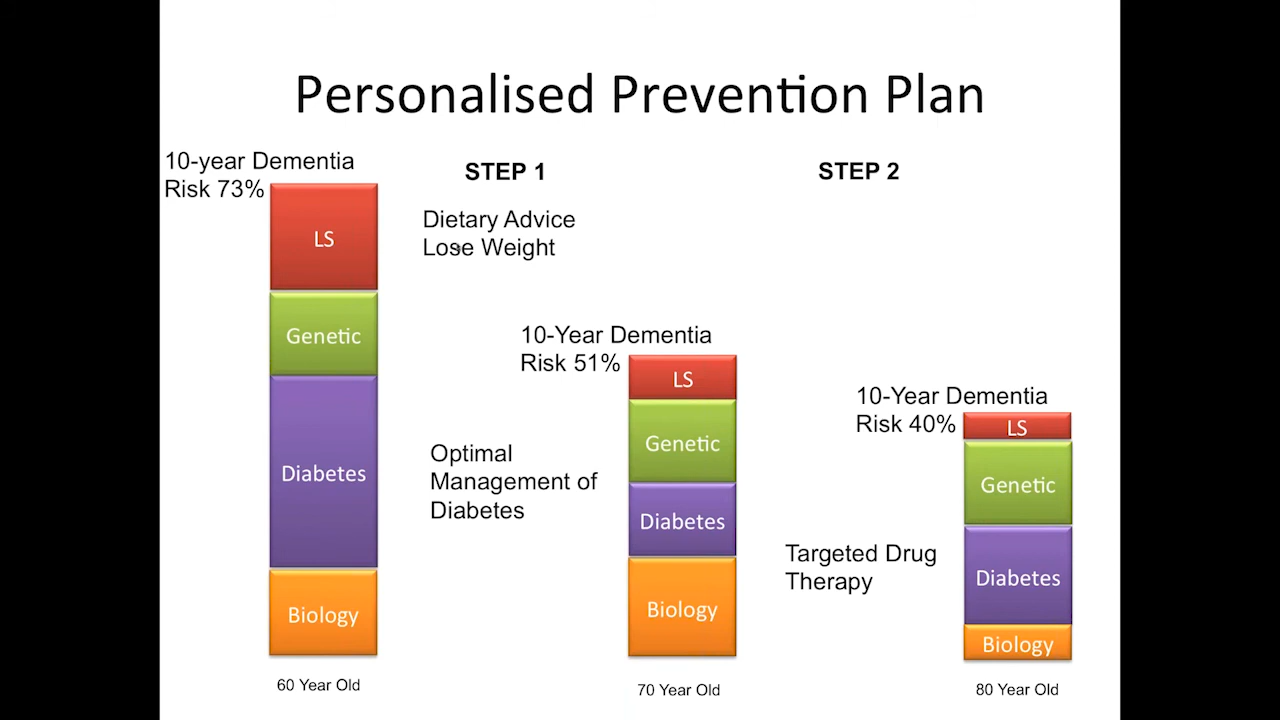 Personalised Prevention Plan
10-year Dementia
Risk 73%
LS
Genetic
Diabetes
Biology
60 Year Old
STEP 1
Dietary Advice
Lose Weight
Optimal
Management of
Diabetes
10-Year Dementia
Risk 51%
LS
Genetic
Diabetes
Biology
70 Year Old
STEP 2
Targeted Drug
Therapy
10-Year Dementia
Risk 40%
LS
Genetic
Diabetes
Biology
80 Year Old